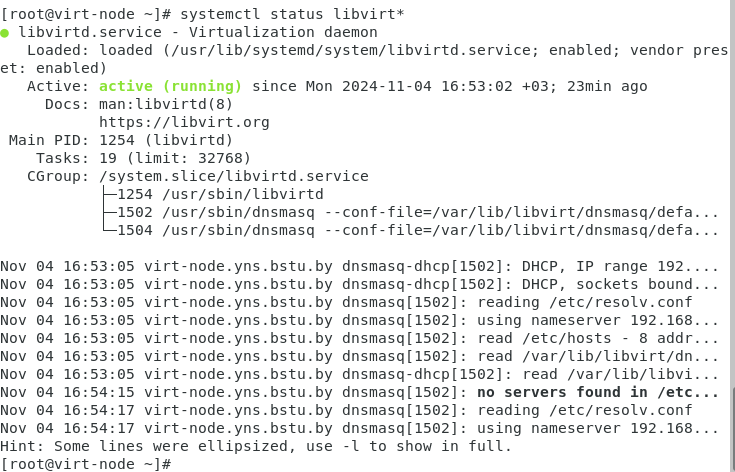 [root@virt-node ~]# systemctl status libvirt*
● libvirtd.service - Virtualization daemon
   Loaded: loaded (/usr/lib/systemd/system/libvirtd.service; enabled; vendor pres
et: enabled)
   Active: active (running) since Mon 2024-11-04 16:53:02 +03; 23min ago
     Docs: man:libvirtd(8)
           https://libvirt.org
 Main PID: 1254 (libvirtd)
    Tasks: 19 (limit: 32768)
   CGroup: /system.slice/libvirtd.service
           ├─1254 /usr/sbin/libvirtd
           ├─1502 /usr/sbin/dnsmasq --conf-file=/var/lib/libvirt/dnsmasq/defa...
           └─1504 /usr/sbin/dnsmasq --conf-file=/var/lib/libvirt/dnsmasq/defa...

Nov 04 16:53:05 virt-node.yns.bstu.by dnsmasq-dhcp[1502]: DHCP, IP range 192....
Nov 04 16:53:05 virt-node.yns.bstu.by dnsmasq-dhcp[1502]: DHCP, sockets bound...
Nov 04 16:53:05 virt-node.yns.bstu.by dnsmasq[1502]: reading /etc/resolv.conf
Nov 04 16:53:05 virt-node.yns.bstu.by dnsmasq[1502]: using nameserver 192.168...
Nov 04 16:53:05 virt-node.yns.bstu.by dnsmasq[1502]: read /etc/hosts - 8 addr...
Nov 04 16:53:05 virt-node.yns.bstu.by dnsmasq[1502]: read /var/lib/libvirt/dn...
Nov 04 16:53:05 virt-node.yns.bstu.by dnsmasq-dhcp[1502]: read /var/lib/libvi...
Nov 04 16:54:15 virt-node.yns.bstu.by dnsmasq[1502]: no servers found in /etc...
Nov 04 16:54:17 virt-node.yns.bstu.by dnsmasq[1502]: reading /etc/resolv.conf
Nov 04 16:54:17 virt-node.yns.bstu.by dnsmasq[1502]: using nameserver 192.168...
Hint: Some lines were ellipsized, use -l to show in full.
[root@virt-node ~]#